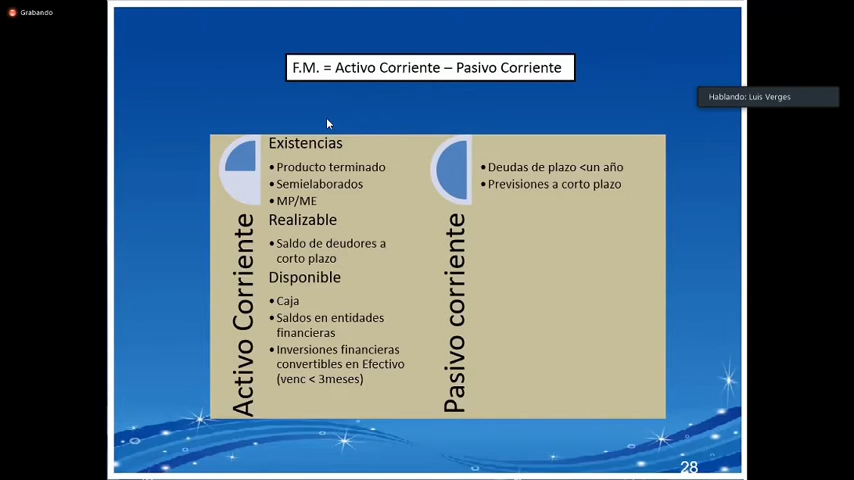 Grabando
F.M. = Activo Corriente – Pasivo Corriente
Hablando: Luis Verges
Activo Corriente
Existencias
•Producto terminado
•Semielaborados
•MP/ME
Realizable
•Saldo de deudores a
corto plazo
Disponible
•Caja
•Saldos en entidades
financieras
•Inversiones financieras
convertibles en Efectivo
(venc < 3meses)
Pasivo corriente
•Deudas de plazo <un año
•Previsiones a corto plazo
28